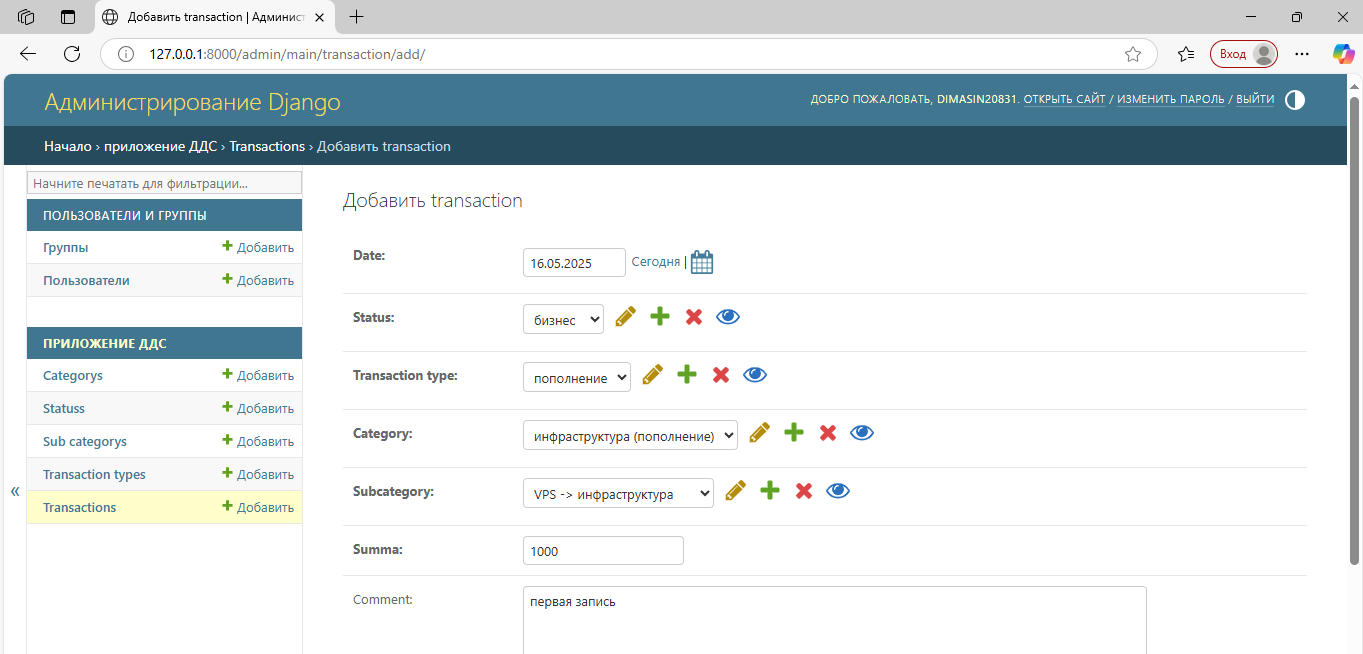 Добавить transaction | Админист
127.0.0.1:8000/admin/main/transaction/add/
Вход
Администрирование Django
ДОБРО ПОЖАЛОВАТЬ, DIMASIN20831. ОТКРЫТЬ САЙТ / ИЗМЕНИТЬ ПАРОЛЬ / ВЫЙТИ
Начало › приложение ДДС › Transactions › Добавить transaction
Начните печатать для фильтрации...
ПОЛЬЗОВАТЕЛИ И ГРУППЫ
Группы Добавить
Пользователи Добавить
ПРИЛОЖЕНИЕ ДДС
Categorys Добавить
Statuss Добавить
Sub categorys Добавить
Transaction types Добавить
Transactions Добавить
«
Добавить transaction
Date: 16.05.2025 Сегодня |
Status: бизнес
Transaction type: пополнение
Category: инфраструктура (пополнение)
Subcategory: VPS -> инфраструктура
Summa: 1000
Comment: первая запись